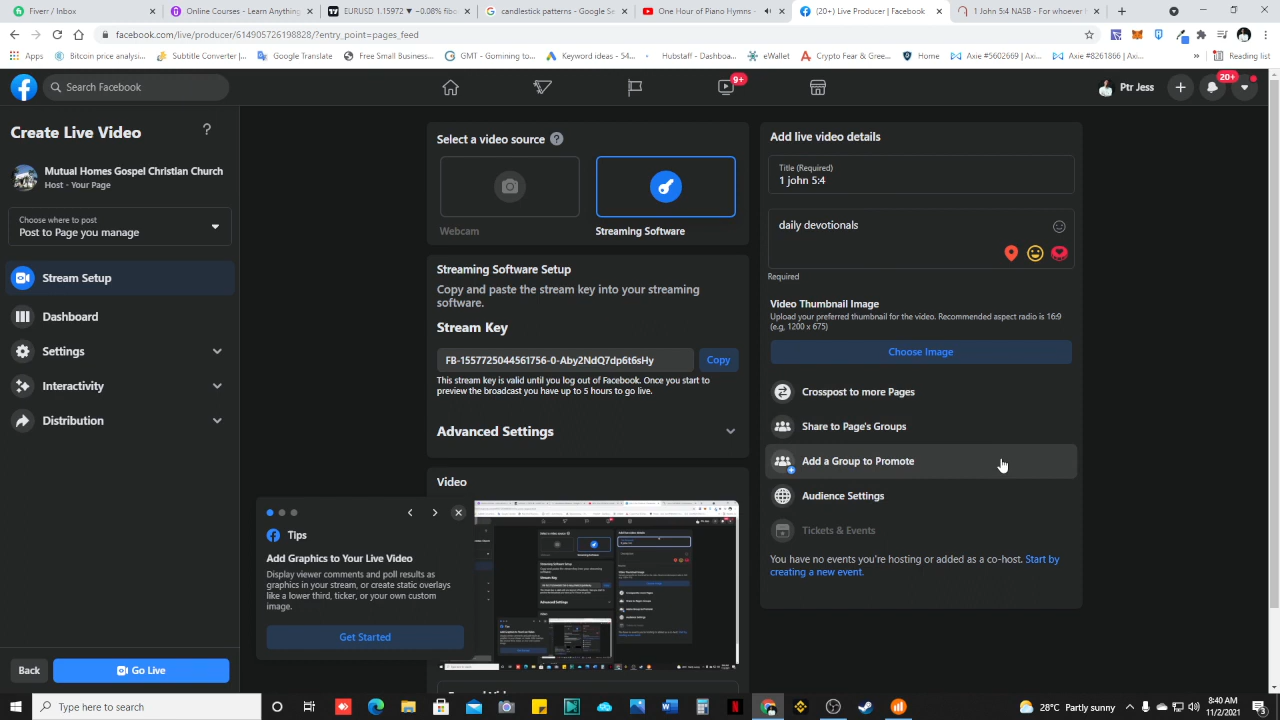 Inbox
Online Courses - Learn Anything
EURUSD 1.15972 ▼ -0.08% fibo
candlestick patterns - Google Se
One Hour of Piano Hymns -
(20+) Live Producer | Facebook
1 John 5:4 NASB - For whoever h
facebook.com/live/producer/614905726198828/?entry_point=pages_feed
Apps
Bitcoin price analysi...
Subtitle Converter...
Google Translate
Free Small Business...
GMT - Gomming to...
Keyword ideas - 54...
Hubstaff - Dashboa...
eWallet
Crypto Fear & Gree...
Home
Axie #5602669 | Axi...
Axie #8261866 | Axi...
Reading list
Search Facebook
9+
Ptr Jess
20+
Create Live Video
Mutual Homes Gospel Christian Church
Host - Your Page
Choose where to post
Post to Page you manage
Stream Setup
Dashboard
Settings
Interactivity
Distribution
Go Live
Select a video source
Webcam
Streaming Software
Streaming Software Setup
Copy and paste the stream key into your streaming
software.
Stream Key
FB-1557725044561756-0-Aby2NdQ7dp6t6sHy
Copy
This stream key is valid until you log out of Facebook. Once you start to
preview the broadcast you have up to 5 hours to go live.
Advanced Settings
Video
Tip
Add Graphics to Your Live Video
Display viewer comments and poll results as
graphics in your stream, or create static overlays
like a lower third, ticker, or your own custom
image.
Get Started
Add live video details
Title (Required)
1 john 5:4
daily devotionals
Required
Video Thumbnail Image
Upload your preferred thumbnail for the video. Recommended aspect radio is 16:9
(e.g, 1200 x 675)
Choose Image
Crosspost to more Pages
Share to Page's Groups
Add a Group to Promote
Audience Settings
Tickets & Events
You have no events you're hosting or added as co-host. Start by
creating a new event.
Type here to search
28°C Partly sunny
8:40 AM
11/2/2021